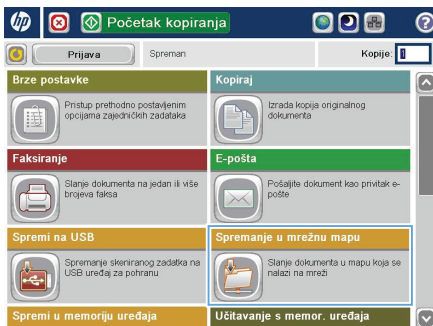 hp
Početak kopiranja
?
Prijava
Spreman
Kopije: 1
Brze postavke
Pristup prethodno postavljenim
opcijama zajedničkih zadataka
Kopiraj
Izrada kopija originalnog
dokumenta
Faksiranje
Slanje dokumenta na jedan ili više
brojeva faksa
E-pošta
Pošaljite dokument kao privitak e-
pošte
Spremi na USB
Spremanje skeniranog zadatka na
USB uređaj za pohranu
Spremanje u mrežnu mapu
Slanje dokumenta u mapu koja se
nalazi na mreži
Spremi u memoriju uređaja
Učitavanje s memor. uređaja